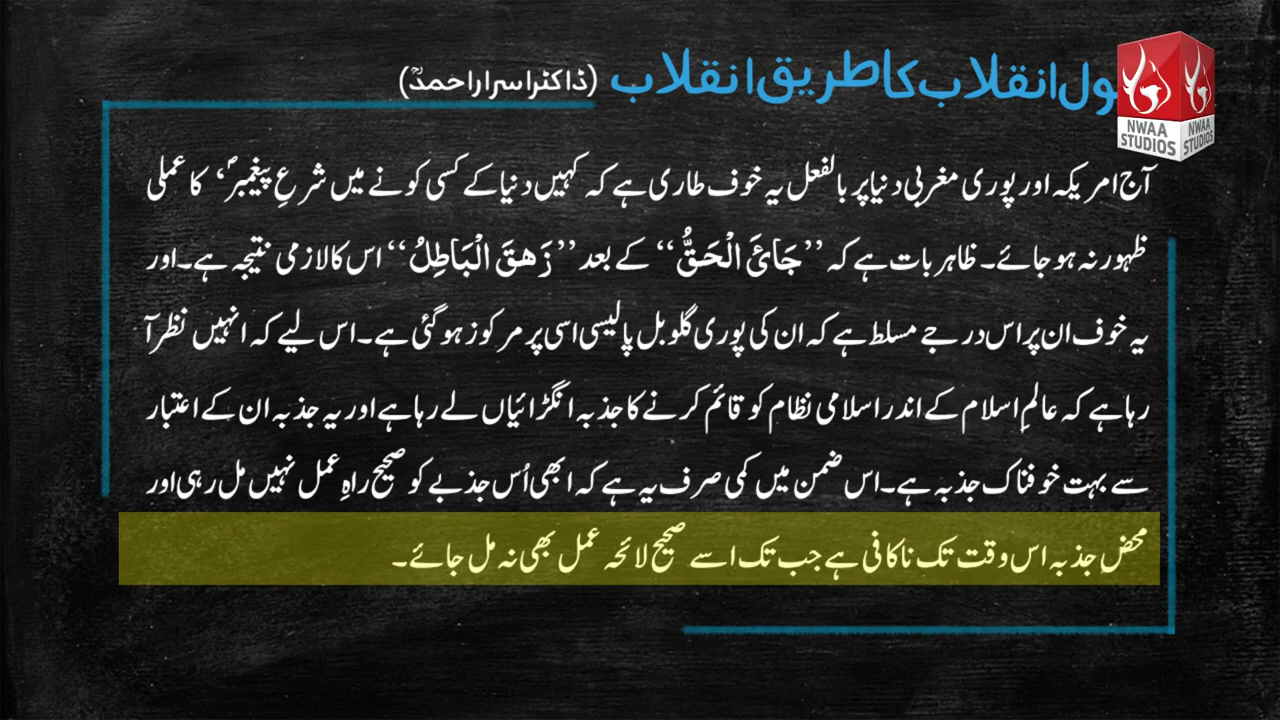 انقلاب کا طریق انقلاب (ڈاکٹر اسرار احمدؒ)
NWAA STUDIOS
NWAA STUDIOS
آج امریکہ اور پوری مغربی دنیا پر بالفعل یہ خوف طاری ہے کہ کہیں دنیا کے کسی کونے میں شرعِ پیغمبرؐ، کا عملی
ظہور نہ ہو جائے۔ ظاہر بات ہے کہ ’’جَائَ الْحَقُّ‘‘ کے بعد ’’زَھقَ الْبَاطِلُ‘‘ اس کا لازمی نتیجہ ہے۔ اور
یہ خوف ان پر اس درجے مسلط ہے کہ ان کی پوری گلوبل پالیسی اسی پر مرکوز ہو گئی ہے۔ اس لیے کہ انہیں نظر آ
رہا ہے کہ عالمِ اسلام کے اندر اسلامی نظام کو قائم کرنے کا جذبہ انگڑائیاں لے رہا ہے اور یہ جذبہ ان کے اعتبار
سے بہت خوفناک جذبہ ہے۔ اس ضمن میں کمی صرف یہ ہے کہ ابھی اُس جذبے کو صحیح راہِ عمل نہیں مل رہی اور
محض جذبہ اس وقت تک ناکافی ہے جب تک اسے صحیح لائحہ عمل بھی نہ مل جائے۔